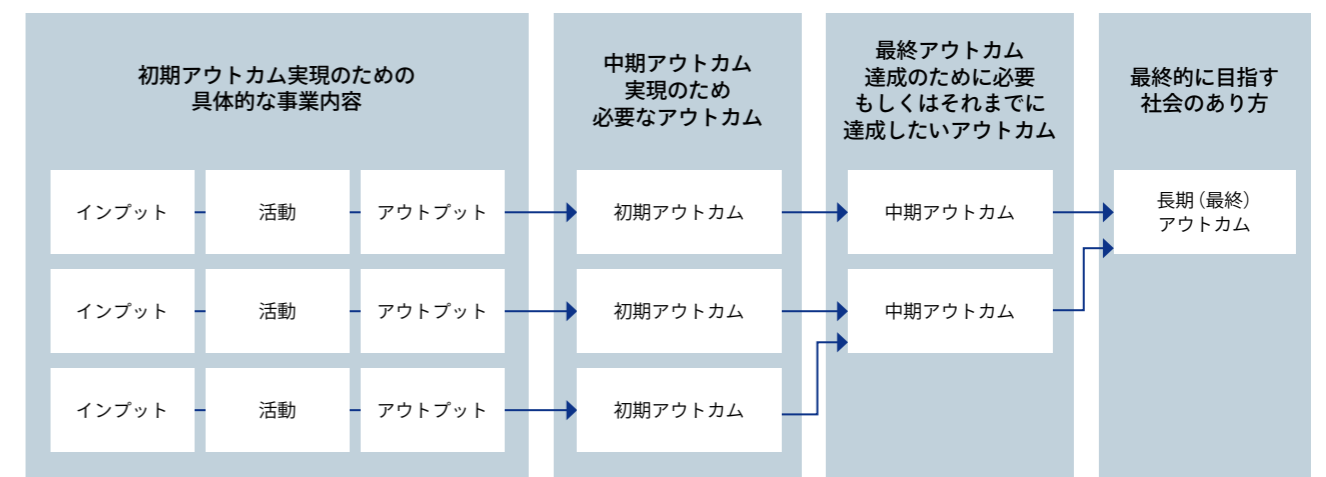 初期アウトカム実現のための
具体的な事業内容
中期アウトカム
実現のため
必要なアウトカム
最終アウトカム
達成のために必要
もしくはそれまでに
達成したいアウトカム
最終的に目指す
社会のあり方
インプット
活動
アウトプット
初期アウトカム
中期アウトカム
長期（最終）
アウトカム
インプット
活動
アウトプット
初期アウトカム
中期アウトカム
インプット
活動
アウトプット
初期アウトカム